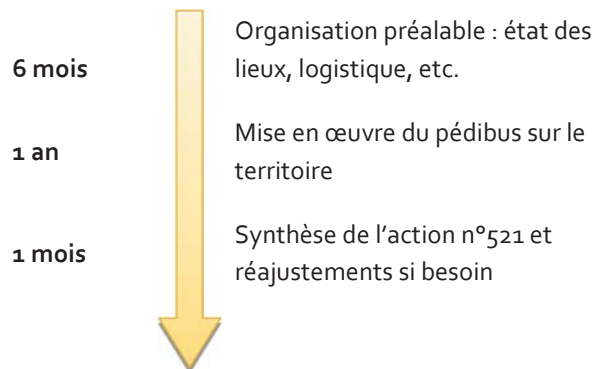 Organisation préalable : état des
6 mois
lieux, logistique, etc.
1 an
Mise en œuvre du pédibus sur le
territoire
Synthèse de l'action n°521 et
1 mois
réajustements si besoin